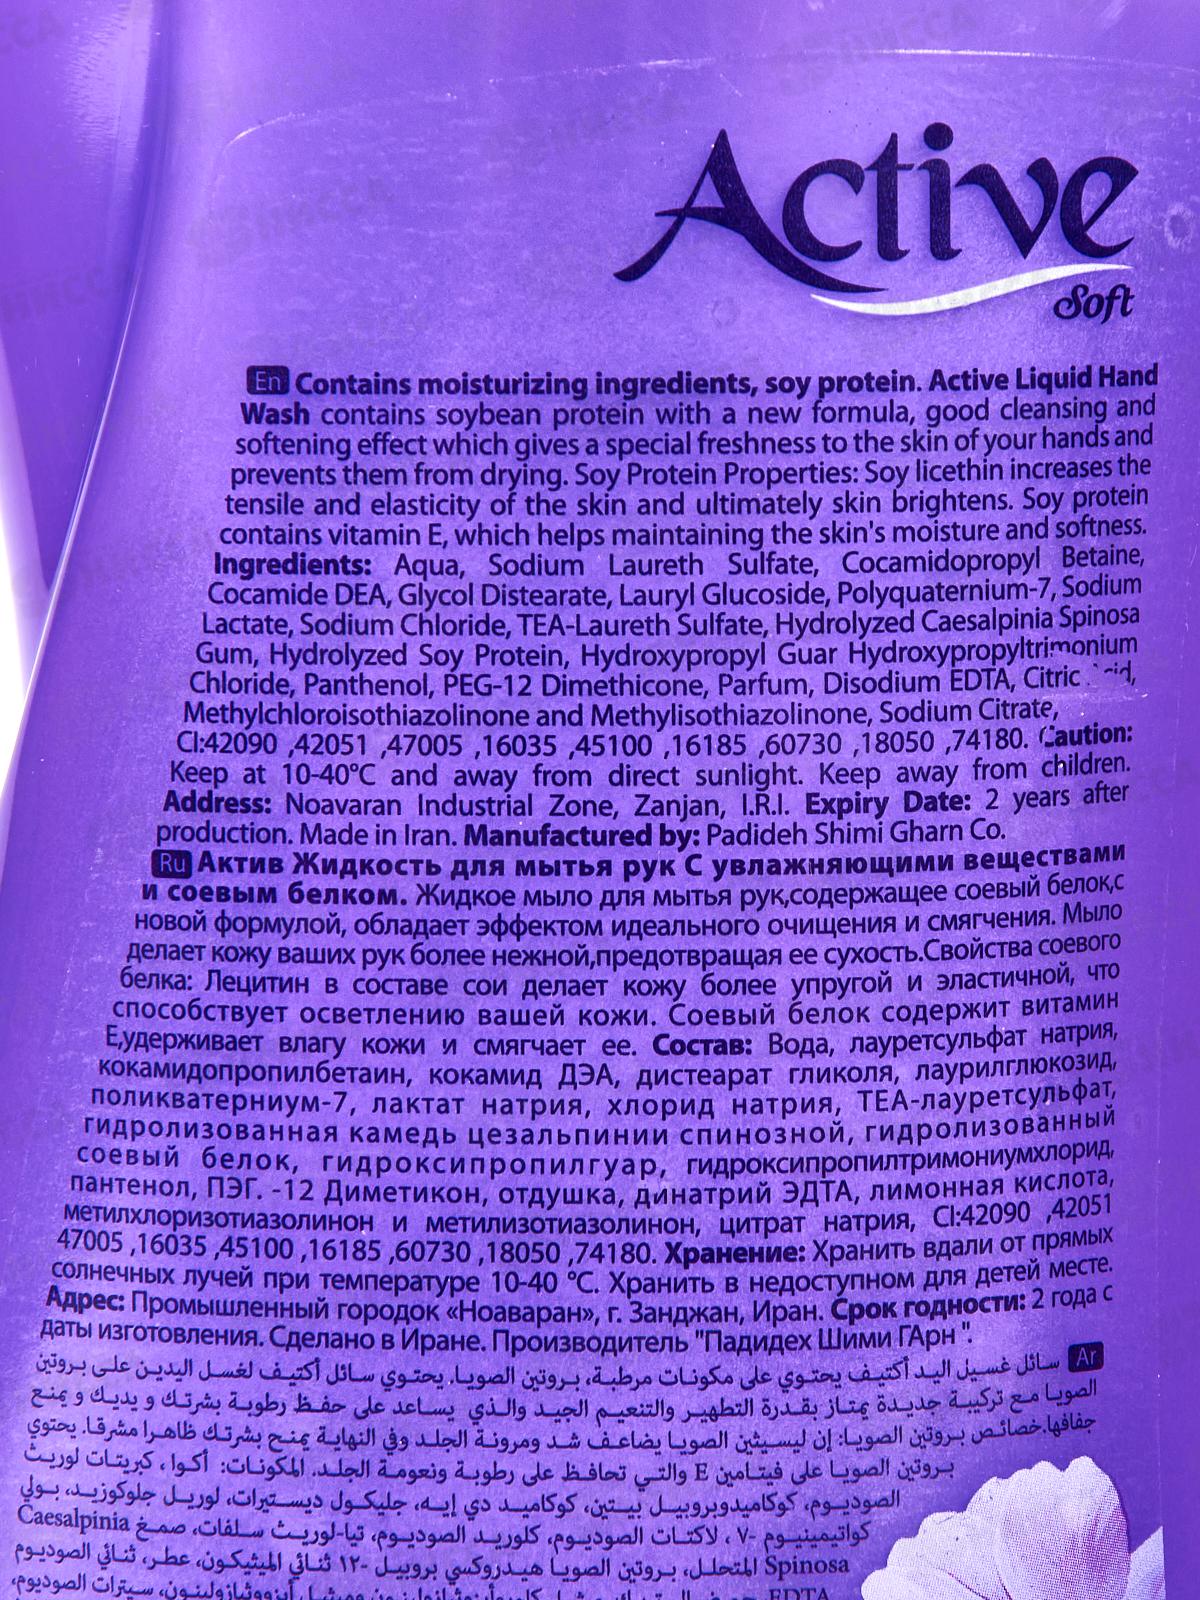 Active
Soft
En Contains moisturizing ingredients, soy protein. Active Liquid Hand
Wash contains soybean protein with a new formula, good cleansing and
softening effect which gives a special freshness to the skin of your hands and
prevents them from drying. Soy Protein Properties: Soy licethin increases the
tensile and elasticity of the skin and ultimately skin brightens. Soy protein
contains vitamin E, which helps maintaining the skin's moisture and softness.
Ingredients: Aqua, Sodium Laureth Sulfate, Cocamidopropyl Betaine,
Cocamide DEA, Glycol Distearate, Lauryl Glucoside, Polyquaternium-7, Sodium
Lactate, Sodium Chloride, TEA-Laureth Sulfate, Hydrolyzed Caesalpinia Spinosa
Gum, Hydrolyzed Soy Protein, Hydroxypropyl Guar Hydroxypropyltrimonium
Chloride, Panthenol, PEG-12 Dimethicone, Parfum, Disodium EDTA, Citric
Methylchloroisothiazolinone and Methylisothiazolinone, Sodium Citrate,
CI:42090 ,42051 ,47005 ,16035 ,45100 ,16185 ,60730 ,18050 ,74180. Caution:
Keep at 10-40°C and away from direct sunlight. Keep away from children.
Address: Noavaran Industrial Zone, Zanjan, I.R.I. Expiry Date: 2 years after
production. Made in Iran. Manufactured by: Padideh Shimi Gharn Co.
Ru Актив Жидкость для мытья рук С увлажняющими веществами
и соевым белком. Жидкое мыло для мытья рук,содержащее соевый белок,с
новой формулой, обладает эффектом идеального очищения и смягчения. Мыло
делает кожу ваших рук более нежной,предотвращая ее сухость.Свойства соевого
белка: Лецитин в составе сои делает кожу более упругой и эластичной, что
способствует осветлению вашей кожи. Соевый белок содержит витамин
Е,удерживает влагу кожи и смягчает ее. Состав: Вода, лауретсульфат натрия,
кокамидопропилбетаин, кокамид ДЭА, дистеарат гликоля, лаурилглюкозид,
поликватерниум-7, лактат натрия, хлорид натрия, ТЕА-лауретсульфат,
гидролизованная камедь цезальпинии спинозной, гидролизованный
соевый белок, гидроксипропилгуар, гидроксипропилтримониумхлорид,
пантенол, ПЭГ. -12 Диметикон, отдушка, динатрий ЭДТА, лимонная кислота,
метилхлоризотиазолинон и метилизотиазолинон, цитрат натрия, CI:42090 ,42051
47005 ,16035 ,45100 ,16185 ,60730 ,18050 ,74180. Хранение: Хранить вдали от прямых
солнечных лучей при температуре 10-40 °C. Хранить в недоступном для детей месте.
Адрес: Промышленный городок «Ноаваран», г. Занджан, Иран. Срок годности: 2 года с
даты изготовления. Сделано в Иране. Производитель "Падидех Шими ГАрн ".
Ar سائل غسيل اليد أكتيف يحتوي على مكونات مرطبة، بروتين الصويا. يحتوي سائل أكتيف لغسل اليدين على بروتين
الصويا مع تركيبة جديدة يمتاز بقدرة التطهير والتنعيم الجيد والذي يساعد على حفظ رطوبة بشرتك و يديك و يمنع
جفافها.خصائص بروتين الصويا: إن ليسيثين الصويا يضاعف شد ومرونة الجلد وفي النهاية يمنح بشرتك ظاهرا مشرقا. يحتوي
بروتين الصويا على فيتامين E والتي تحافظ على رطوبة ونعومة الجلد. المكونات: أكوا، كبريتات لوريث
الصوديوم، كوكاميدوبروبيل بيتين، كوكاميد دي إيه، جليكول ديستيرات، لوريل جلوكوزيد، بولي
كواتيمينيوم -٧ ، لاكتات الصوديوم، كلوريد الصوديوم، تيا-لوريث سلفات، صمغ Caesalpinia
Spinosa المتحلل، بروتين الصويا هيدروكسي بروبيل -١٢ ثنائي الميثيكون، عطر، ثنائي الصوديوم
EDTA